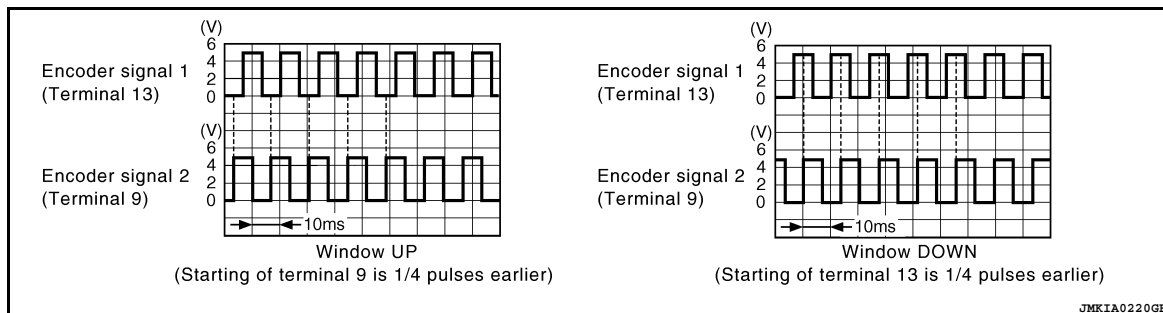 (V)
6
4
2
0
Encoder signal 1
(Terminal 13)
(V)
6
4
2
0
Encoder signal 2
(Terminal 9)
10ms
Window UP
(Starting of terminal 9 is 1/4 pulses earlier)
(V)
6
4
2
0
Encoder signal 1
(Terminal 13)
(V)
6
4
2
0
Encoder signal 2
(Terminal 9)
10ms
Window DOWN
(Starting of terminal 13 is 1/4 pulses earlier)
JMKIA0220GB